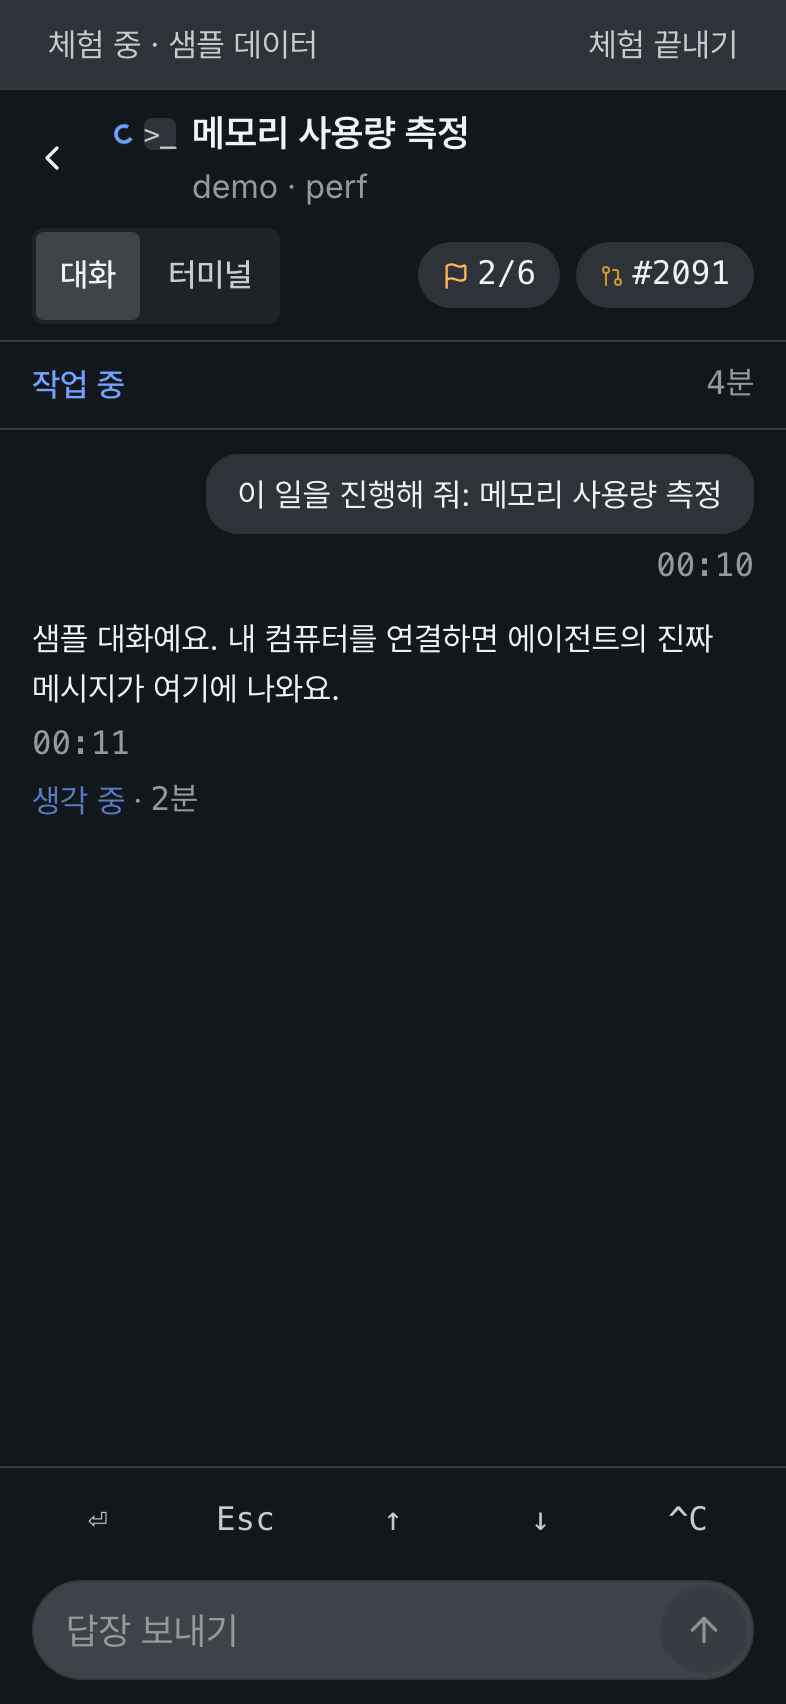 체험 중 · 샘플 데이터 체험 끝내기
>_ 메모리 사용량 측정
demo · perf
대화 터미널 2/6 #2091
작업 중 4분
이 일을 진행해 줘: 메모리 사용량 측정
00:10
샘플 대화예요. 내 컴퓨터를 연결하면 에이전트의 진짜
메시지가 여기에 나와요.
00:11
생각 중 · 2분
⏎ Esc ↑ ↓ ^C
답장 보내기